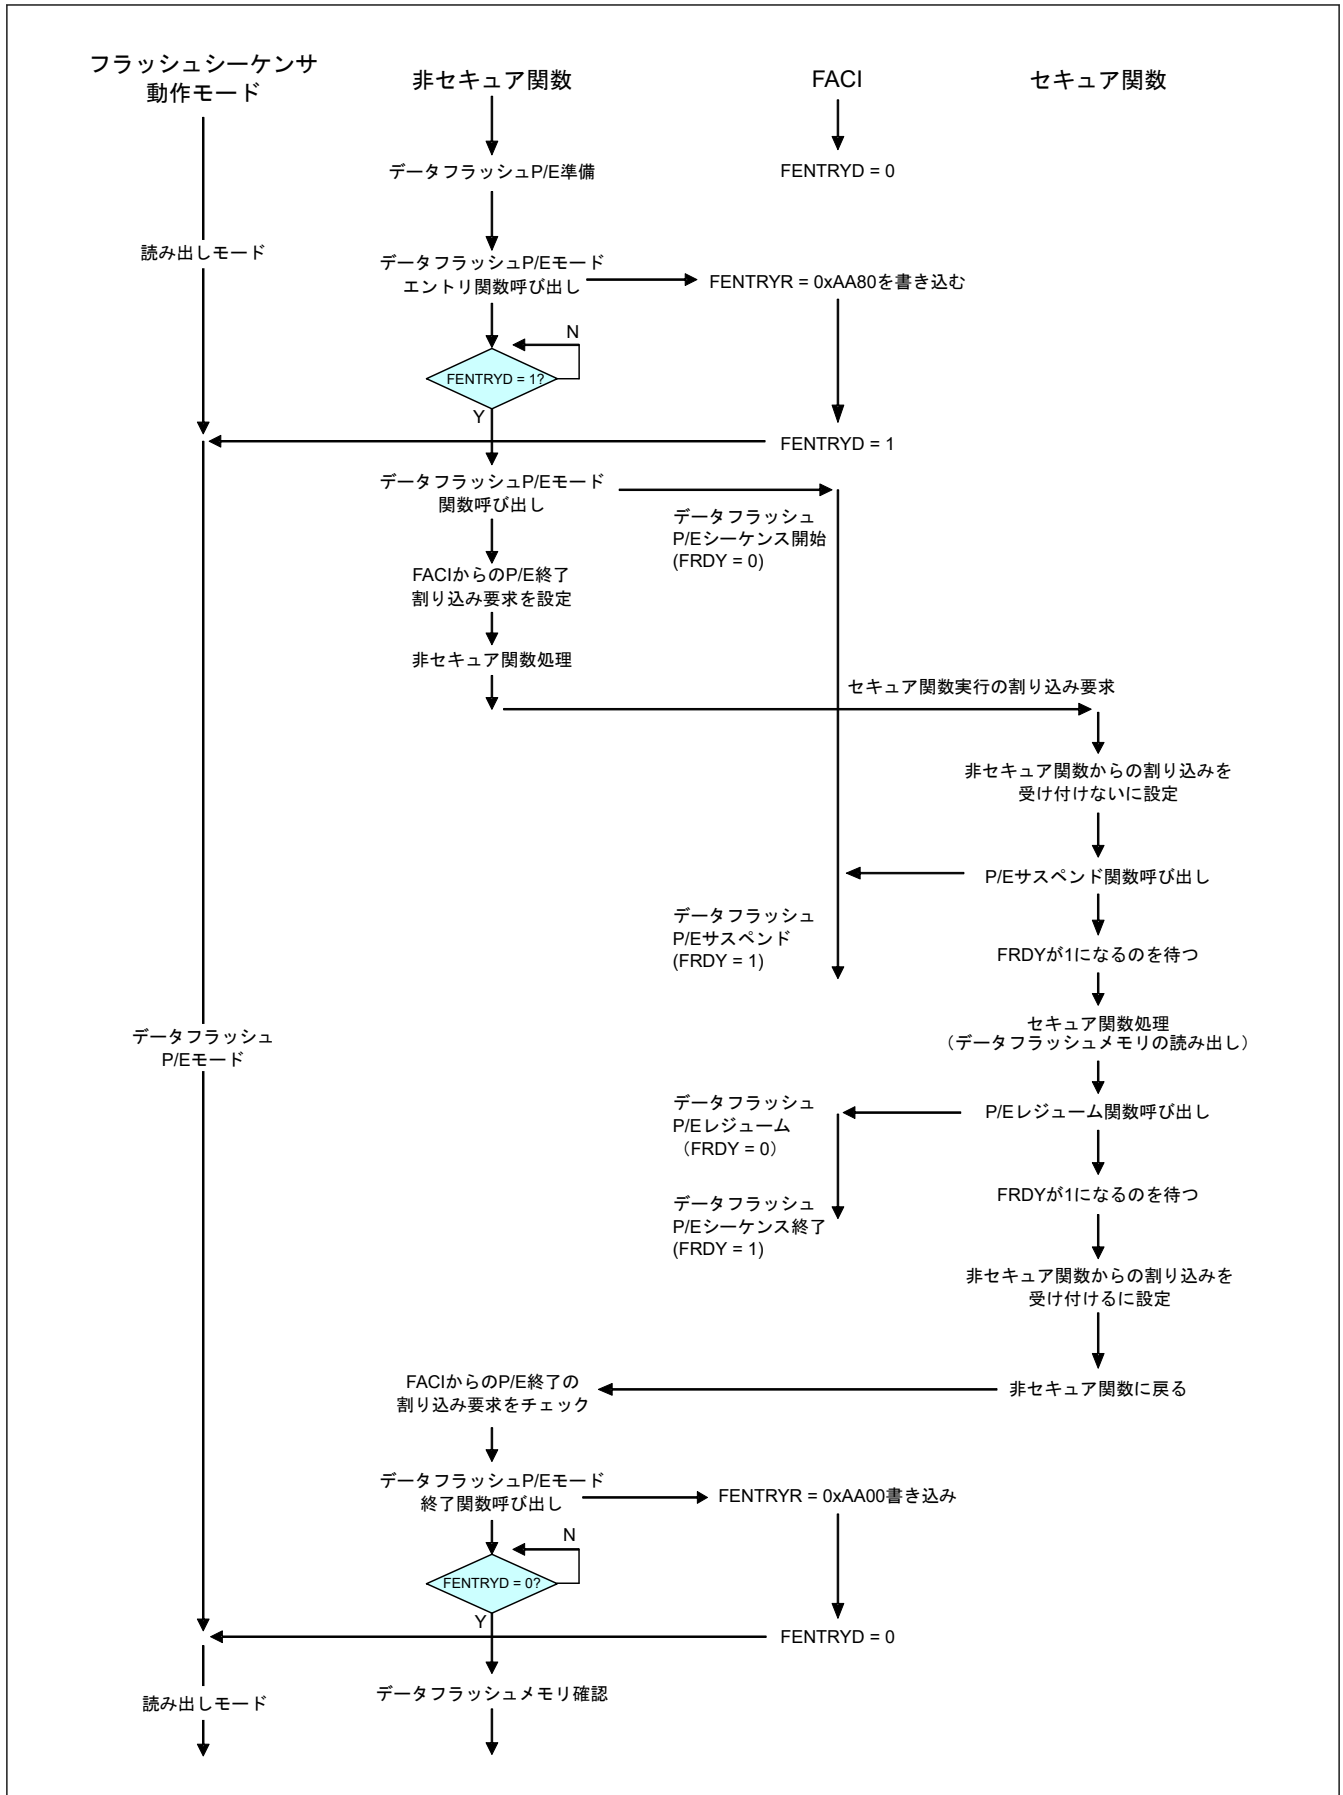 フラッシュシーケンサ
動作モード
非セキュア関数
FACI
セキュア関数
データフラッシュP/E準備
FENTRYD = 0
読み出しモード
データフラッシュP/Eモード
エントリ関数呼び出し
FENTRYR = 0xAA80を書き込む
N
FENTRYD = 1?
Y
FENTRYD = 1
データフラッシュP/Eモード
関数呼び出し
データフラッシュ
P/Eシーケンス開始
(FRDY = 0)
FACIからのP/E終了
割り込み要求を設定
非セキュア関数処理
セキュア関数実行の割り込み要求
非セキュア関数からの割り込みを
受け付けないに設定
P/Eサスペンド関数呼び出し
データフラッシュ
P/Eサスペンド
(FRDY = 1)
FRDYが1になるのを待つ
セキュア関数処理
（データフラッシュメモリの読み出し）
データフラッシュ
P/Eモード
データフラッシュ
P/Eレジューム
（FRDY = 0）
P/Eレジューム関数呼び出し
FRDYが1になるのを待つ
データフラッシュ
P/Eシーケンス終了
(FRDY = 1)
非セキュア関数からの割り込みを
受け付けるに設定
FACIからのP/E終了の
割り込み要求をチェック
非セキュア関数に戻る
データフラッシュP/Eモード
終了関数呼び出し
FENTRYR = 0xAA00書き込み
N
FENTRYD = 0?
Y
FENTRYD = 0
データフラッシュメモリ確認
読み出しモード